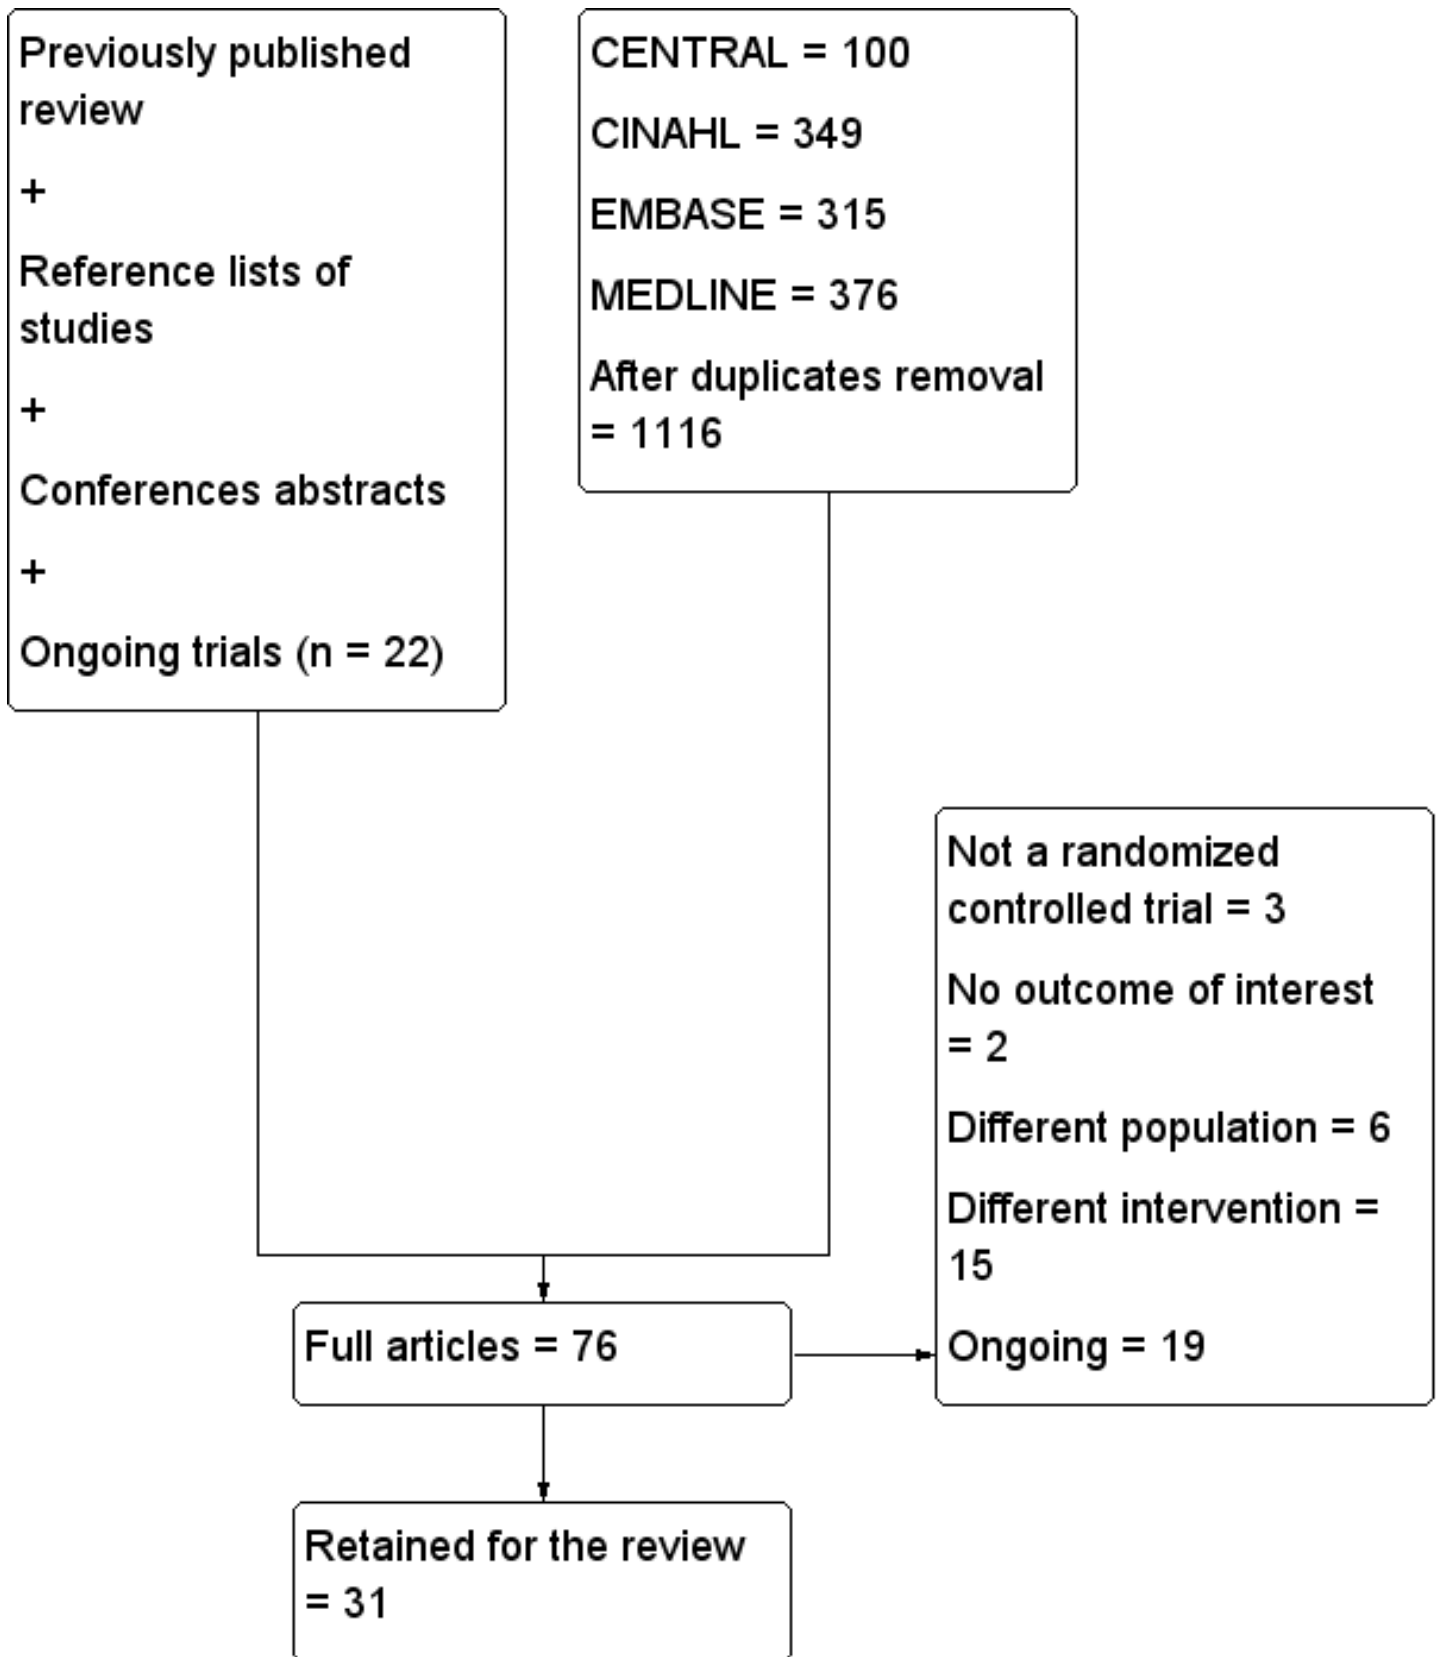 Previously published
review
+
Reference lists of
studies
+
Conferences abstracts
+
Ongoing trials (n = 22)
CENTRAL = 100
CINAHL = 349
EMBASE = 315
MEDLINE = 376
After duplicates removal
= 1116
Not a randomized
controlled trial = 3
No outcome of interest
= 2
Different population = 6
Different intervention =
15
Ongoing = 19
Full articles = 76
Retained for the review
= 31